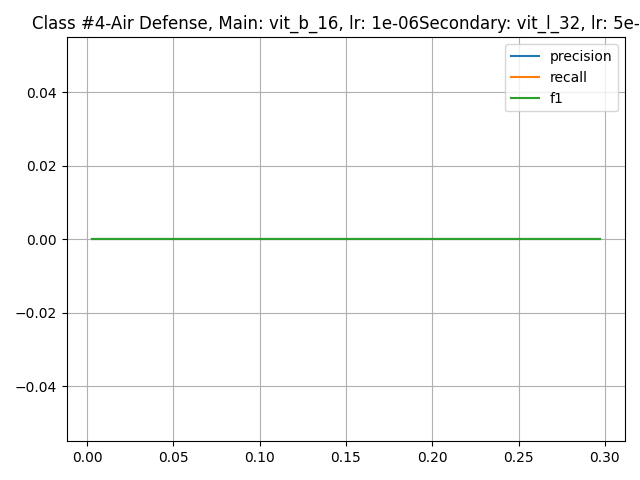 Class #4-Air Defense, Main: vit_b_16, lr: 1e-06Secondary: vit_l_32, lr: 5e-
precision
recall
f1
0.04
0.02
0.00
−0.02
−0.04
0.00 0.05 0.10 0.15 0.20 0.25 0.30